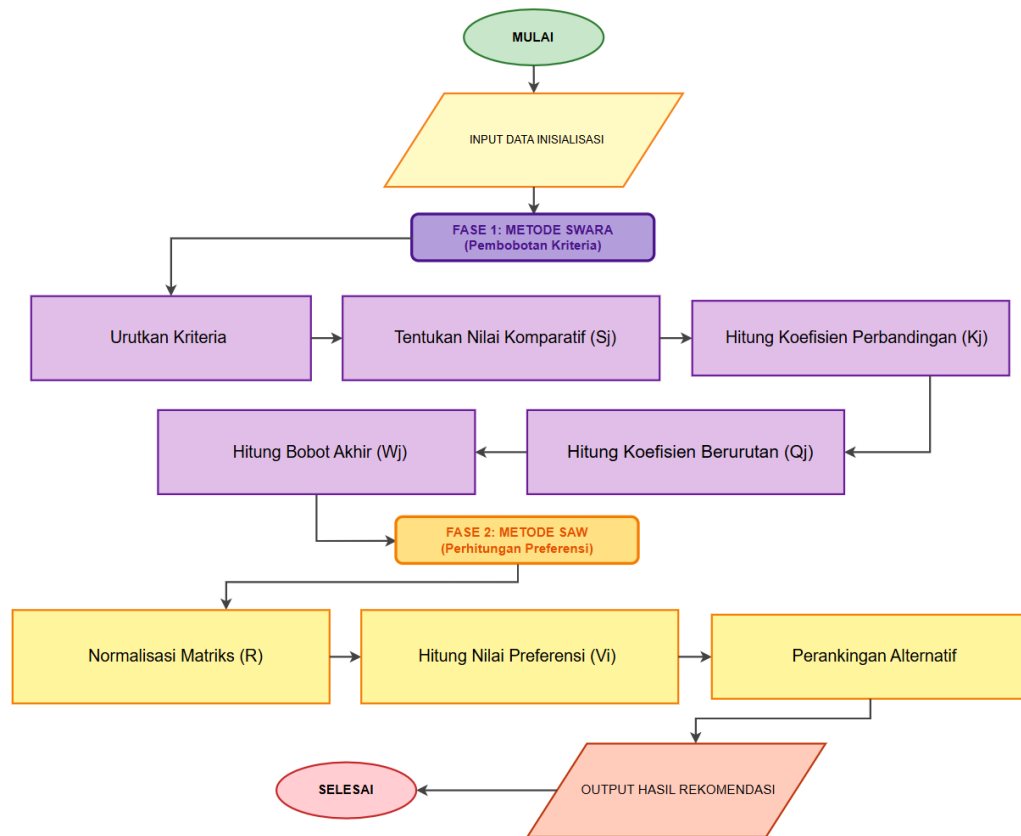 MULAI
INPUT DATA INISIALISASI
FASE 1: METODE SWARA
(Pembobotan Kriteria)
Urutkan Kriteria
Tentukan Nilai Komparatif (Sj)
Hitung Koefisien Perbandingan (Kj)
Hitung Bobot Akhir (Wj)
Hitung Koefisien Berurutan (Qj)
FASE 2: METODE SAW
(Perhitungan Preferensi)
Normalisasi Matriks (R)
Hitung Nilai Preferensi (Vi)
Perankingan Alternatif
SELESAI
OUTPUT HASIL REKOMENDASI